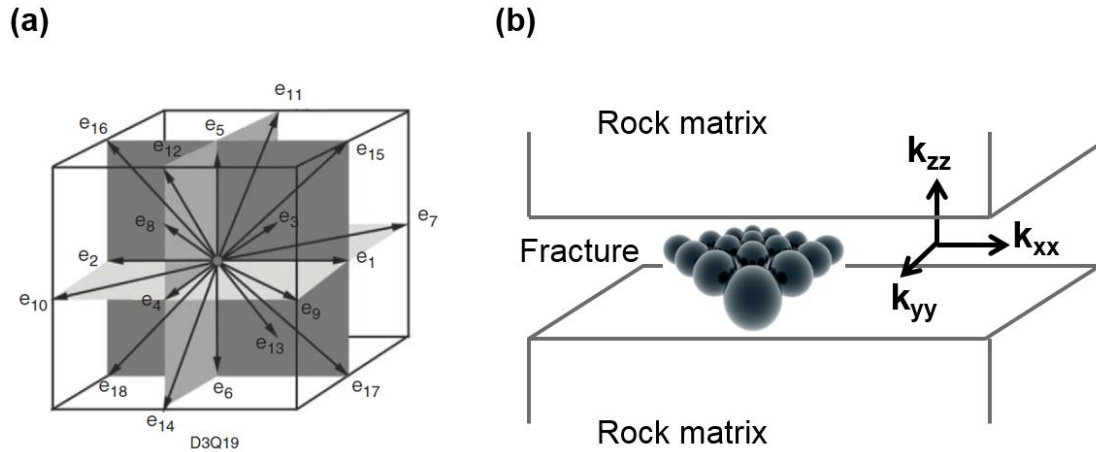 (a)
(b)
e11
e16
e5
e12
e15
e8
e3
e7
e2
e1
e10
e4
e9
e13
e18
e6
e17
e14
D3Q19
Rock matrix
kzz
Fracture
kxx
kyy
Rock matrix